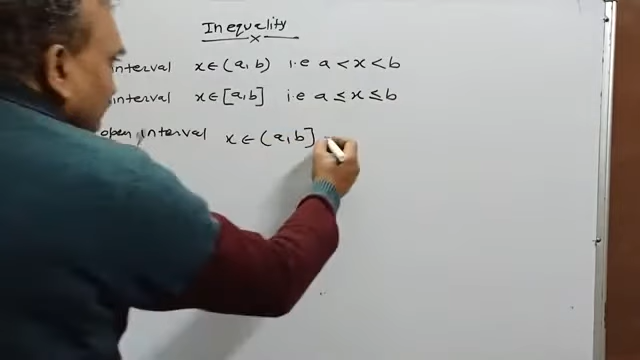 Inequality
interval x ∈ (a, b) i.e a < x < b
interval x ∈ [a, b] i.e a ≤ x ≤ b
open interval x ∈ (a, b]